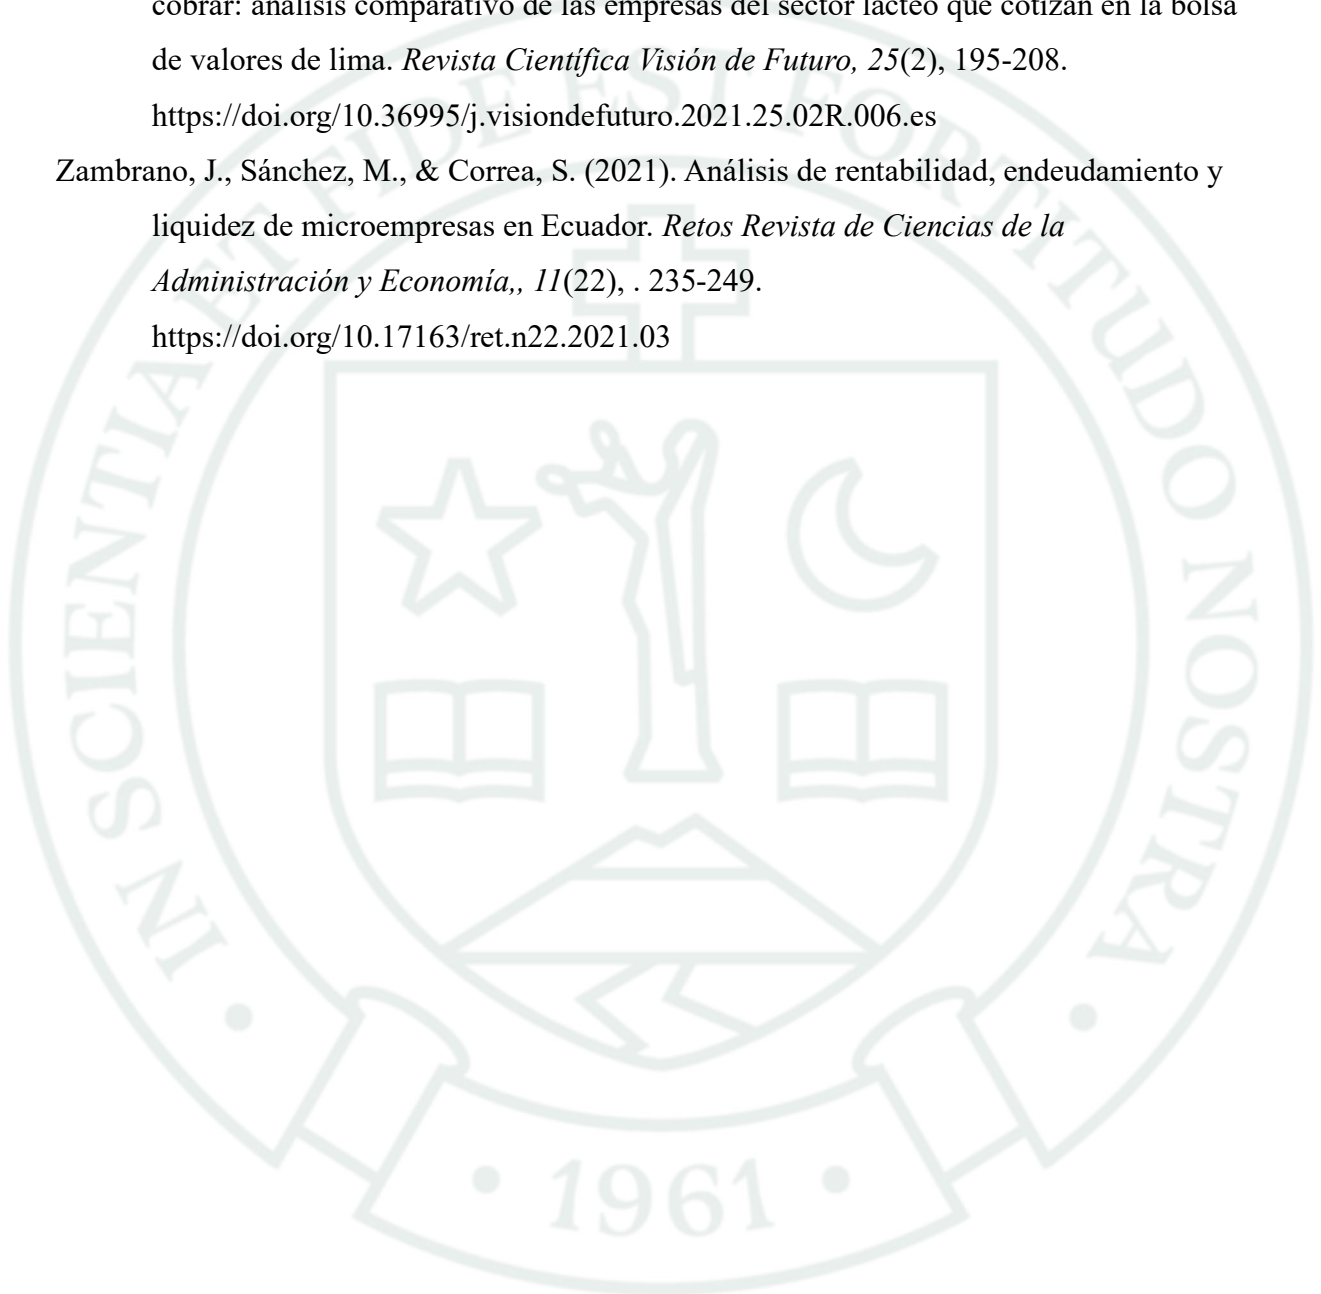 cobrar: análisis comparativo de las empresas del sector lácteo que cotizan en la bolsa
de valores de lima. Revista Científica Visión de Futuro, 25(2), 195-208.
https://doi.org/10.36995/j.visiondefuturo.2021.25.02R.006.es
Zambrano, J., Sánchez, M., & Correa, S. (2021). Análisis de rentabilidad, endeudamiento y
liquidez de microempresas en Ecuador. Retos Revista de Ciencias de la
Administración y Economía,, 11(22), . 235-249.
https://doi.org/10.17163/ret.n22.2021.03
IN SCIENTIA ET FIDE EST FORTITUDO NOSTRA
• 1961 •